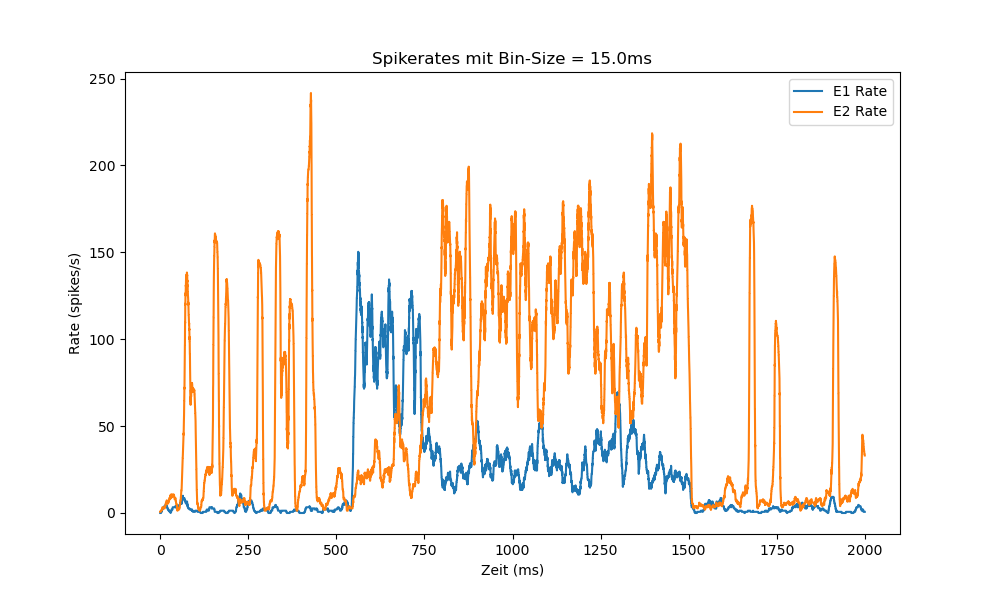 Spikerates mit Bin-Size = 15.0ms
E1 Rate
E2 Rate
Rate (spikes/s)
250
200
150
100
50
0
0 250 500 750 1000 1250 1500 1750 2000
Zeit (ms)